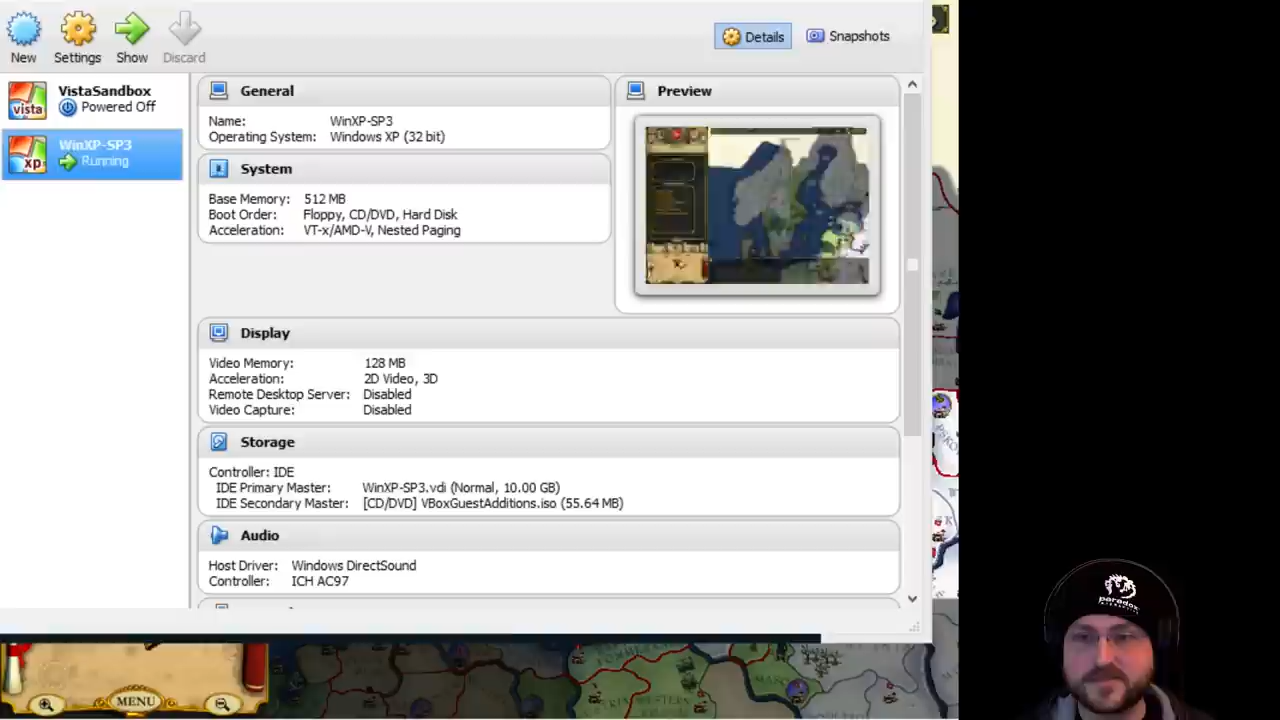 New
Settings
Show
Discard
Details
Snapshots
VistaSandbox
Powered Off
WinXP-SP3
Running
vista
xp
General
Name: WinXP-SP3
Operating System: Windows XP (32 bit)
Preview
System
Base Memory: 512 MB
Boot Order: Floppy, CD/DVD, Hard Disk
Acceleration: VT-x/AMD-V, Nested Paging
Display
Video Memory: 128 MB
Acceleration: 2D Video, 3D
Remote Desktop Server: Disabled
Video Capture: Disabled
Storage
Controller: IDE
IDE Primary Master: WinXP-SP3.vdi (Normal, 10.00 GB)
IDE Secondary Master: [CD/DVD] VBoxGuestAdditions.iso (55.64 MB)
Audio
Host Driver: Windows DirectSound
Controller: ICH AC97
MENU
paradox